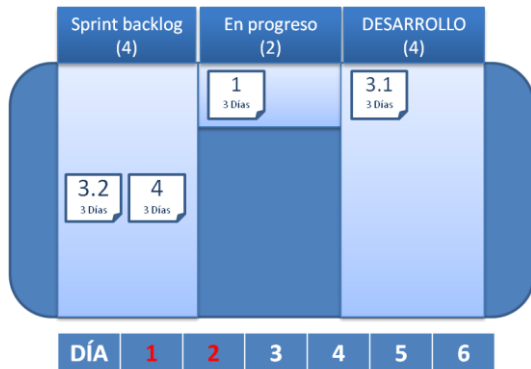 Sprint backlog
(4)
En progreso
(2)
DESARROLLO
(4)
1
3 Días
3.1
3 Días
3.2
3 Días
4
3 Días
DÍA 1 2 3 4 5 6